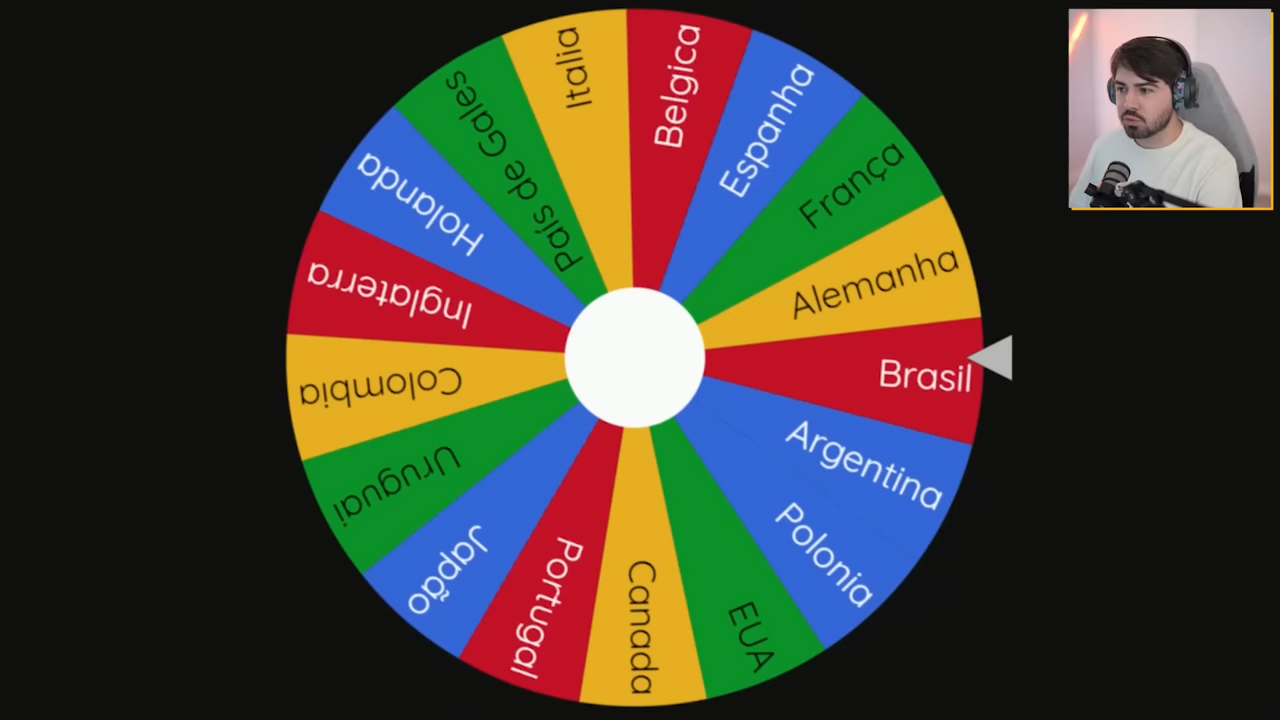 Belgica
Espanha
França
Alemanha
Brasil
Argentina
Polonia
EUA
Canada
Portugal
Japão
Uruguai
Colombia
Inglaterra
Holanda
País de Gales
Italia